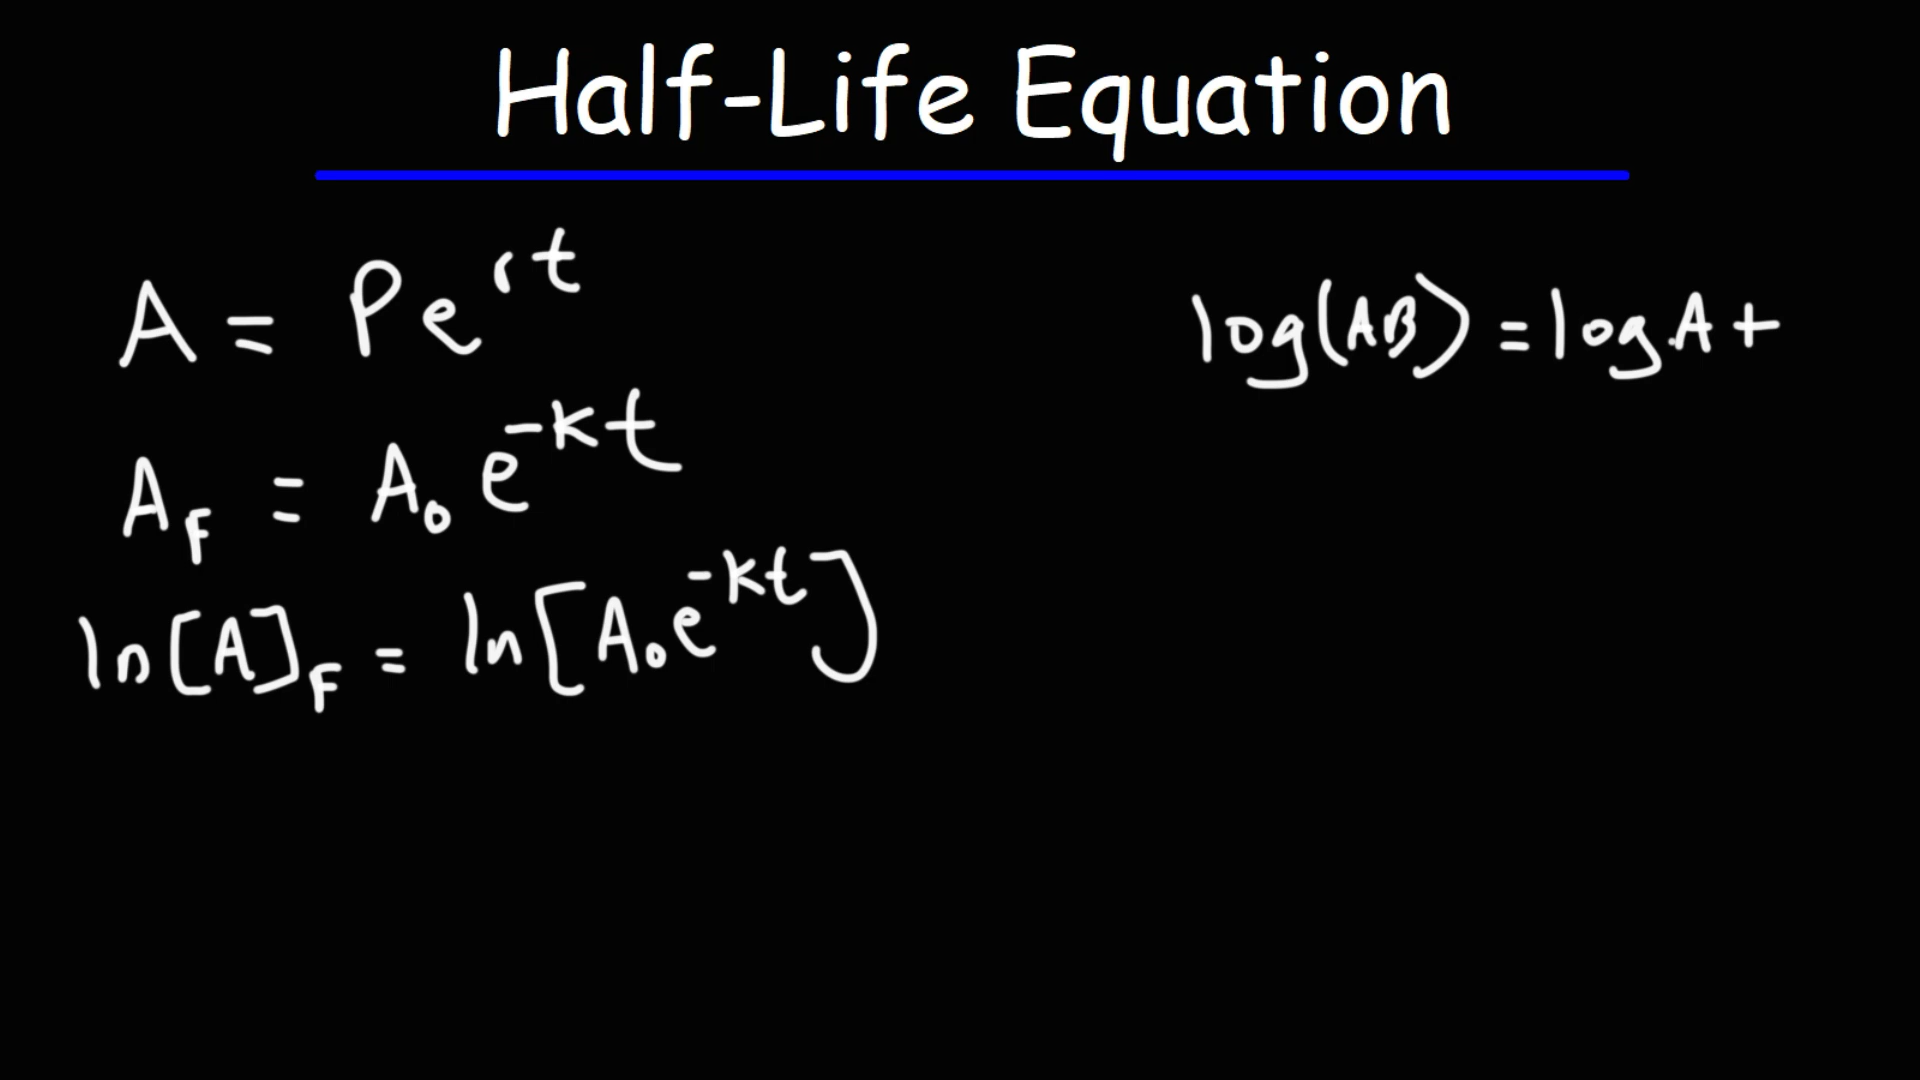 Half-Life Equation
A = Pe^rt
log(AB) = log A +
A_F = A_0 e^-kt
ln[A]_F = ln[A_0 e^-kt]